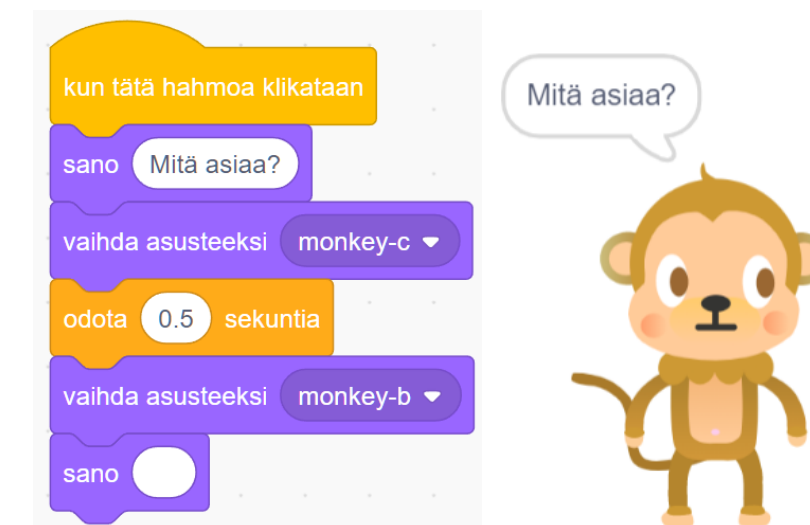 kun tätä hahmoa klikataan
sano Mitä asiaa?
vaihda asusteeksi monkey-c
odota 0.5 sekuntia
vaihda asusteeksi monkey-b
sano
Mitä asiaa?